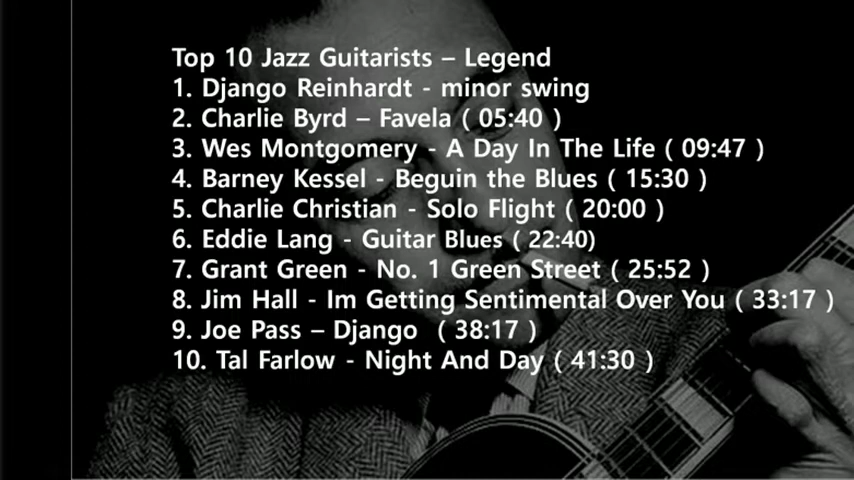 Top 10 Jazz Guitarists – Legend
1. Django Reinhardt - minor swing
2. Charlie Byrd – Favela ( 05:40 )
3. Wes Montgomery - A Day In The Life ( 09:47 )
4. Barney Kessel - Beguin the Blues ( 15:30 )
5. Charlie Christian - Solo Flight ( 20:00 )
6. Eddie Lang - Guitar Blues ( 22:40)
7. Grant Green - No. 1 Green Street ( 25:52 )
8. Jim Hall - Im Getting Sentimental Over You ( 33:17 )
9. Joe Pass – Django  ( 38:17 )
10. Tal Farlow - Night And Day ( 41:30 )